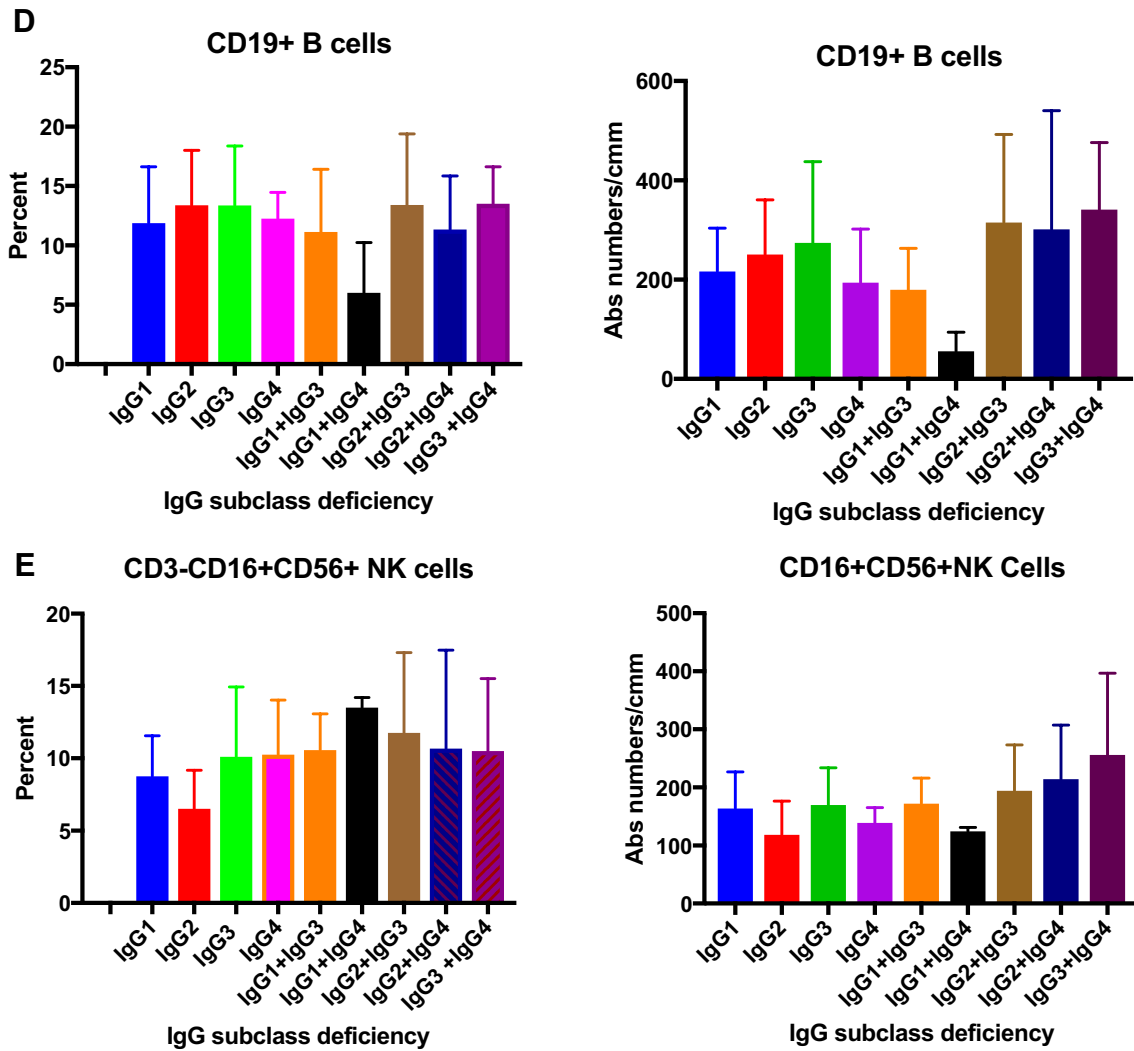 D
CD19+ B cells
25
20
15
10
5
0
Percent
IgG1
IgG2
IgG3
IgG4
IgG1+IgG3
IgG1+IgG4
IgG2+IgG3
IgG2+IgG4
IgG3 +IgG4
IgG subclass deficiency
CD19+ B cells
600
400
200
0
Abs numbers/cmm
IgG1
IgG2
IgG3
IgG4
IgG1+IgG3
IgG1+IgG4
IgG2+IgG3
IgG2+IgG4
IgG3+IgG4
IgG subclass deficiency
E
CD3-CD16+CD56+ NK cells
20
15
10
5
0
Percent
IgG1
IgG2
IgG3
IgG4
IgG1+IgG3
IgG1+IgG4
IgG2+IgG3
IgG2+IgG4
IgG3 +IgG4
IgG subclass deficiency
CD16+CD56+NK Cells
500
400
300
200
100
0
Abs numbers/cmm
IgG1
IgG2
IgG3
IgG4
IgG1+IgG3
IgG1+IgG4
IgG2+IgG3
IgG2+IgG4
IgG3+IgG4
IgG subclass deficiency